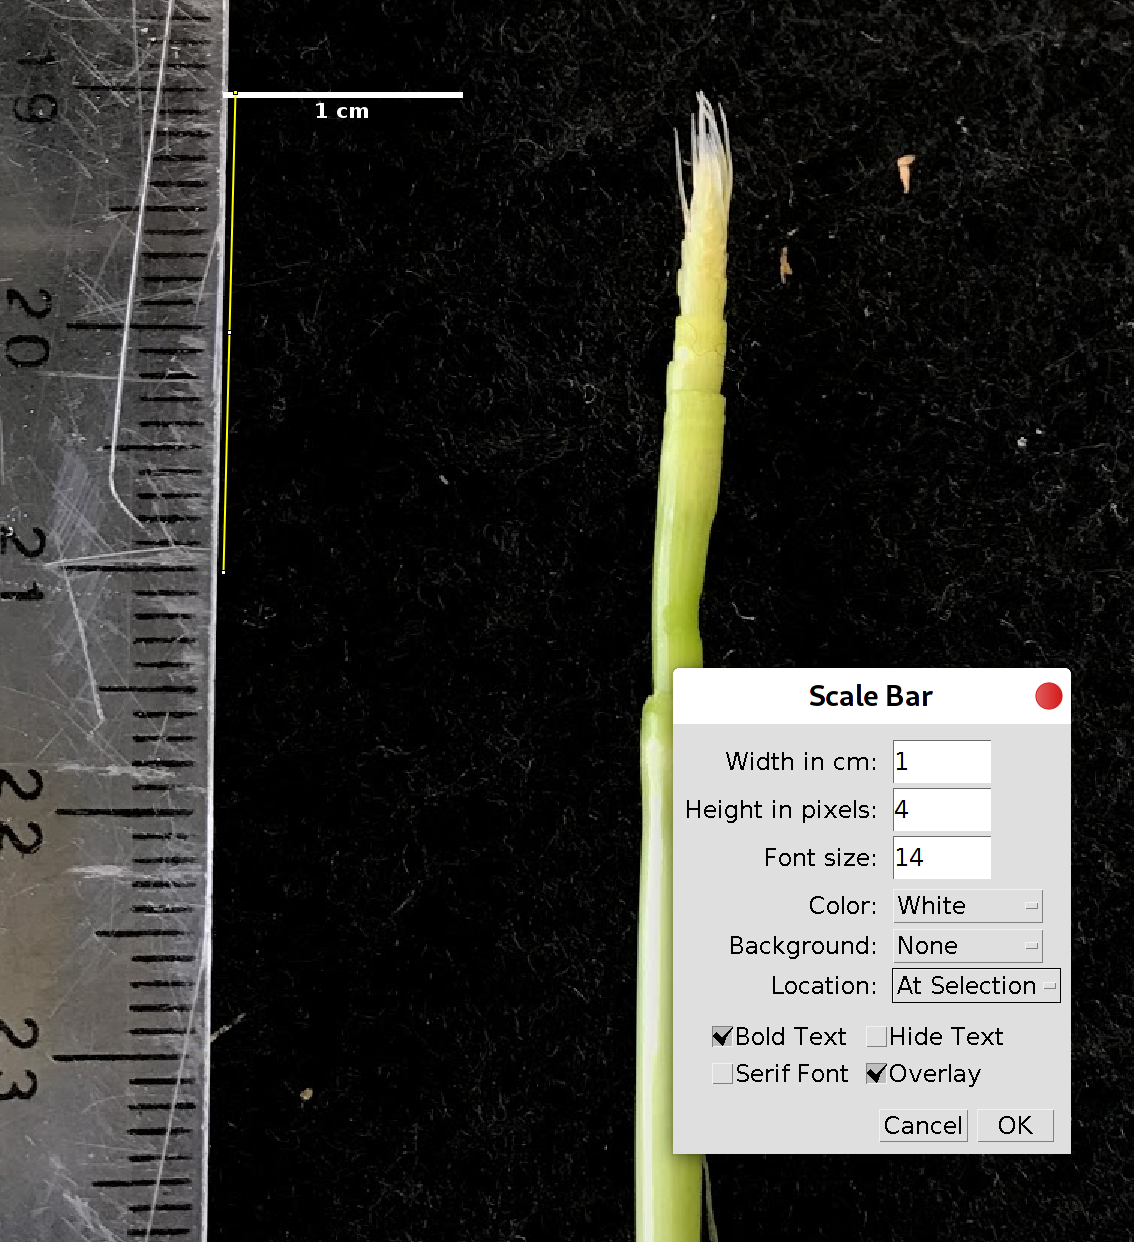 19
1 cm
20
21
22
23
Scale Bar
Width in cm: 1
Height in pixels: 4
Font size: 14
Color: White
Background: None
Location: At Selection
Bold Text Hide Text
Serif Font Overlay
Cancel OK